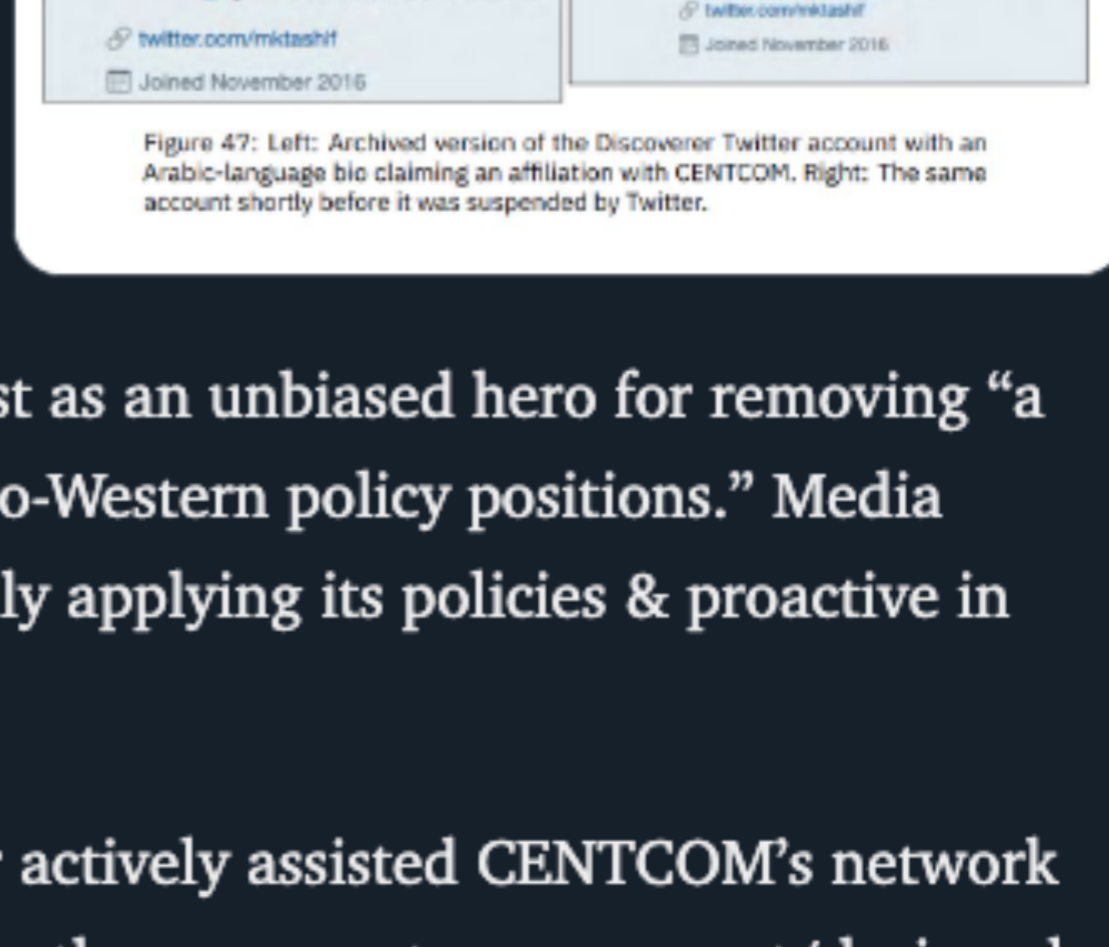 twitter.com/mktashif
Joined November 2016
twitter.com/mktashif
Joined November 2016
Figure 47: Left: Archived version of the Discoverer Twitter account with an
Arabic-language bio claiming an affiliation with CENTCOM. Right: The same
account shortly before it was suspended by Twitter.
st as an unbiased hero for removing “a
o-Western policy positions.” Media
ly applying its policies & proactive in
actively assisted CENTCOM’s network